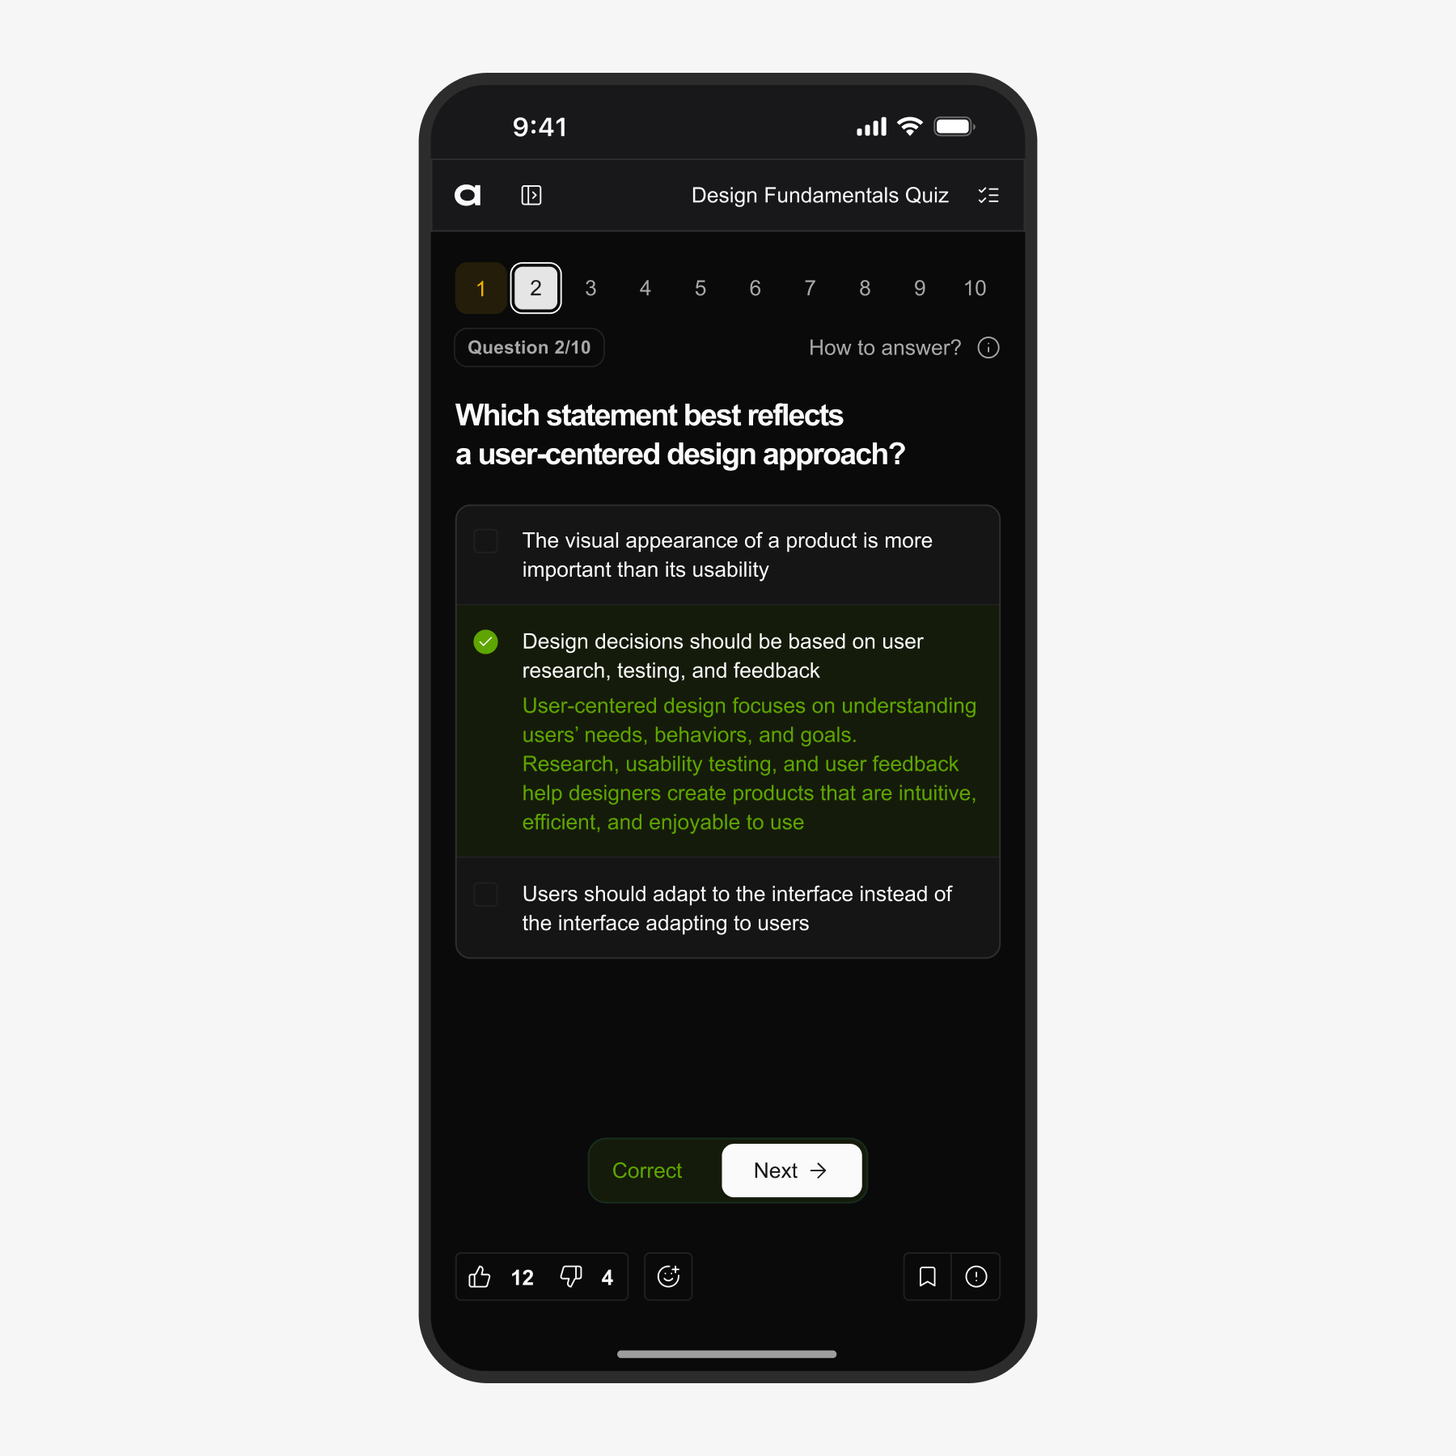 9:41
a
Design Fundamentals Quiz
1 2 3 4 5 6 7 8 9 10
Question 2/10
How to answer?
Which statement best reflects
a user-centered design approach?
The visual appearance of a product is more
important than its usability
Design decisions should be based on user
research, testing, and feedback
User-centered design focuses on understanding
users’ needs, behaviors, and goals.
Research, usability testing, and user feedback
help designers create products that are intuitive,
efficient, and enjoyable to use
Users should adapt to the interface instead of
the interface adapting to users
Correct
Next
12
4